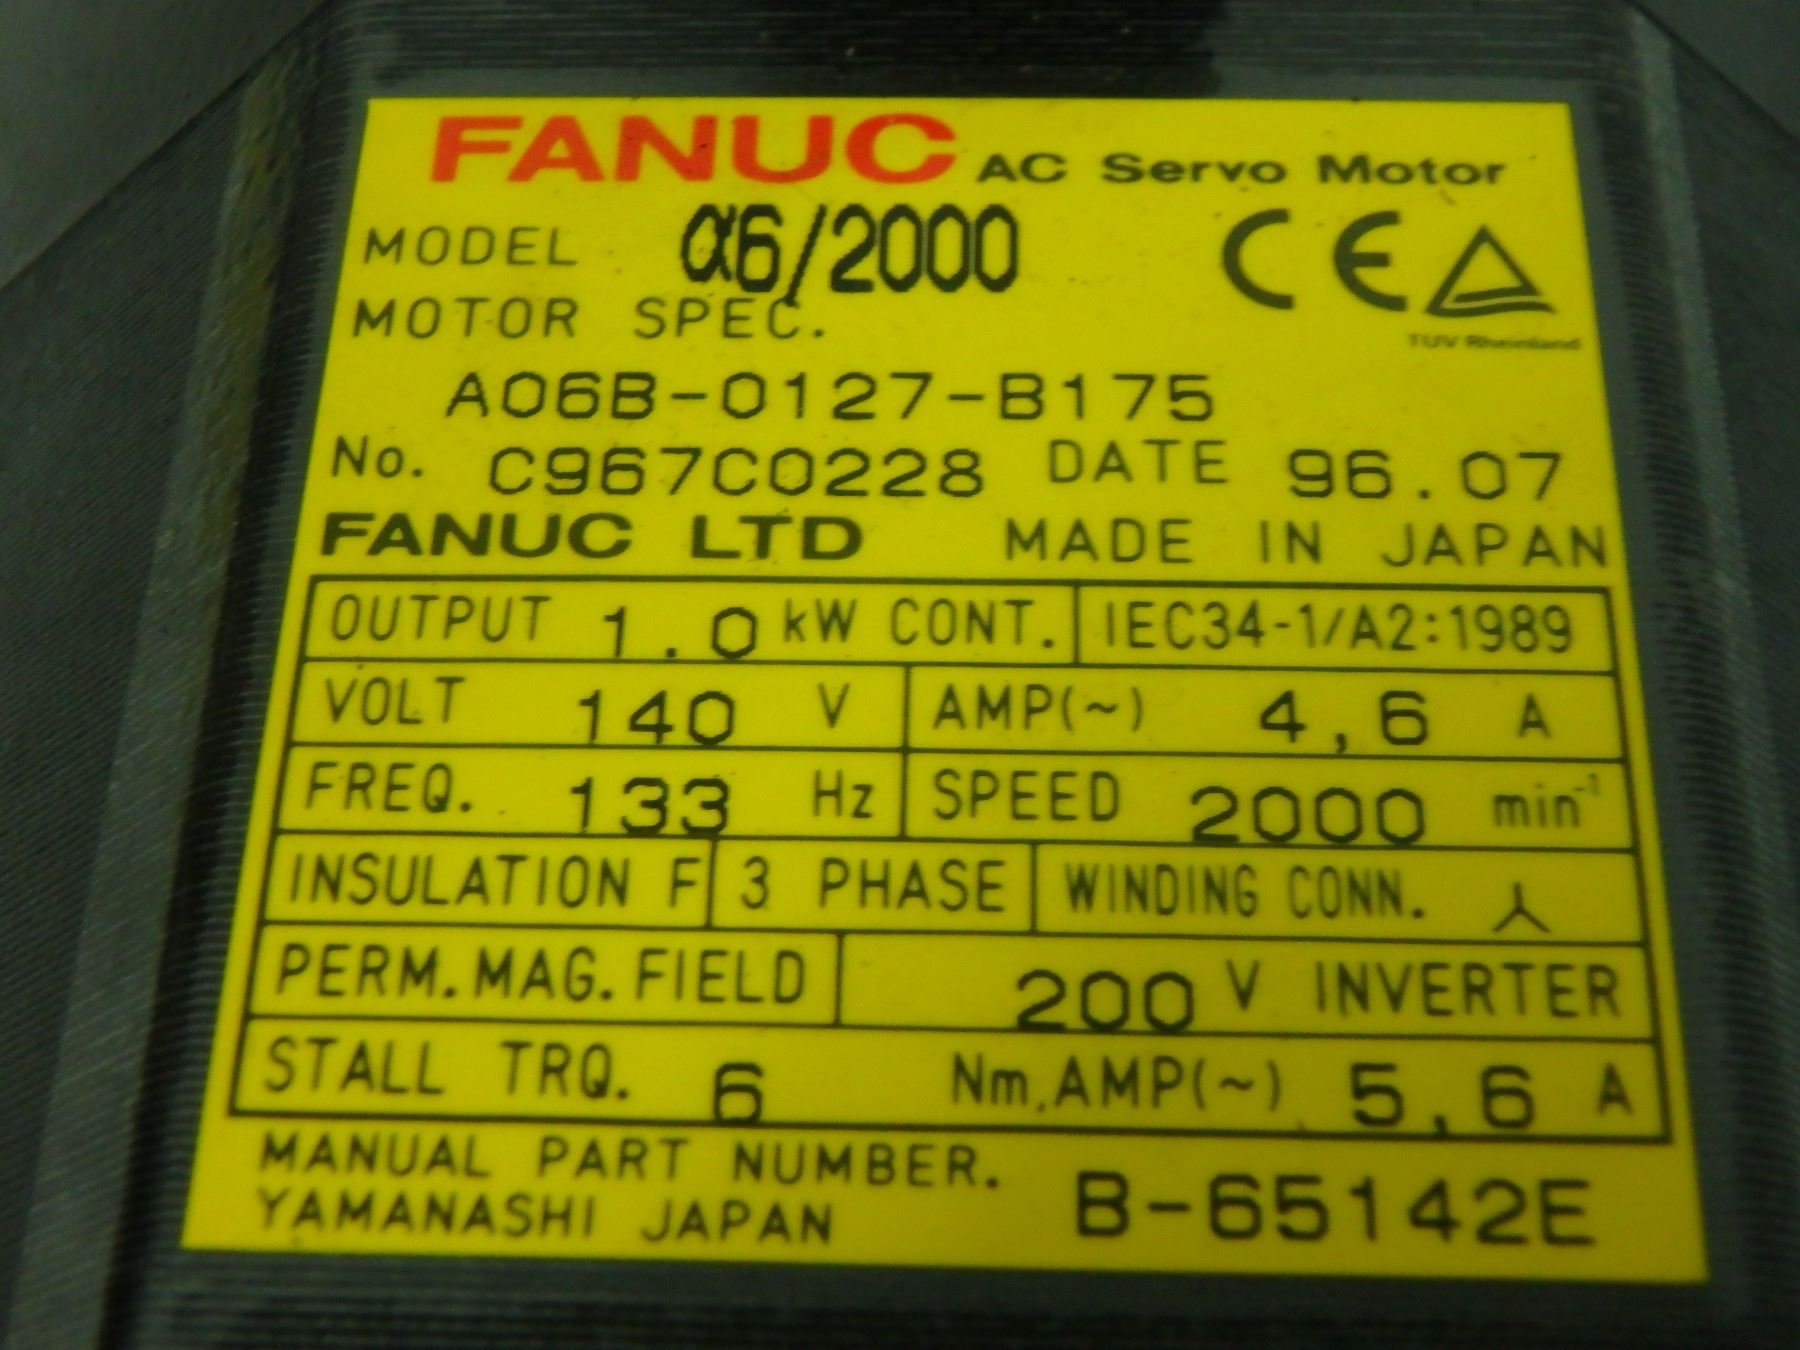 FANUC AC Servo Motor
MODEL α6/2000
CE
TÜV Rheinland
MOTOR SPEC.
A06B-0127-B175
No. C967C0228 DATE 96.07
FANUC LTD MADE IN JAPAN
OUTPUT 1.0 kW CONT. IEC34-1/A2:1989
VOLT 140 V AMP(~) 4,6 A
FREQ. 133 Hz SPEED 2000 min⁻¹
INSULATION F 3 PHASE WINDING CONN.
PERM.MAG.FIELD 200 V INVERTER
STALL TRQ. 6 Nm,AMP(~) 5,6 A
MANUAL PART NUMBER. B-65142E
YAMANASHI JAPAN